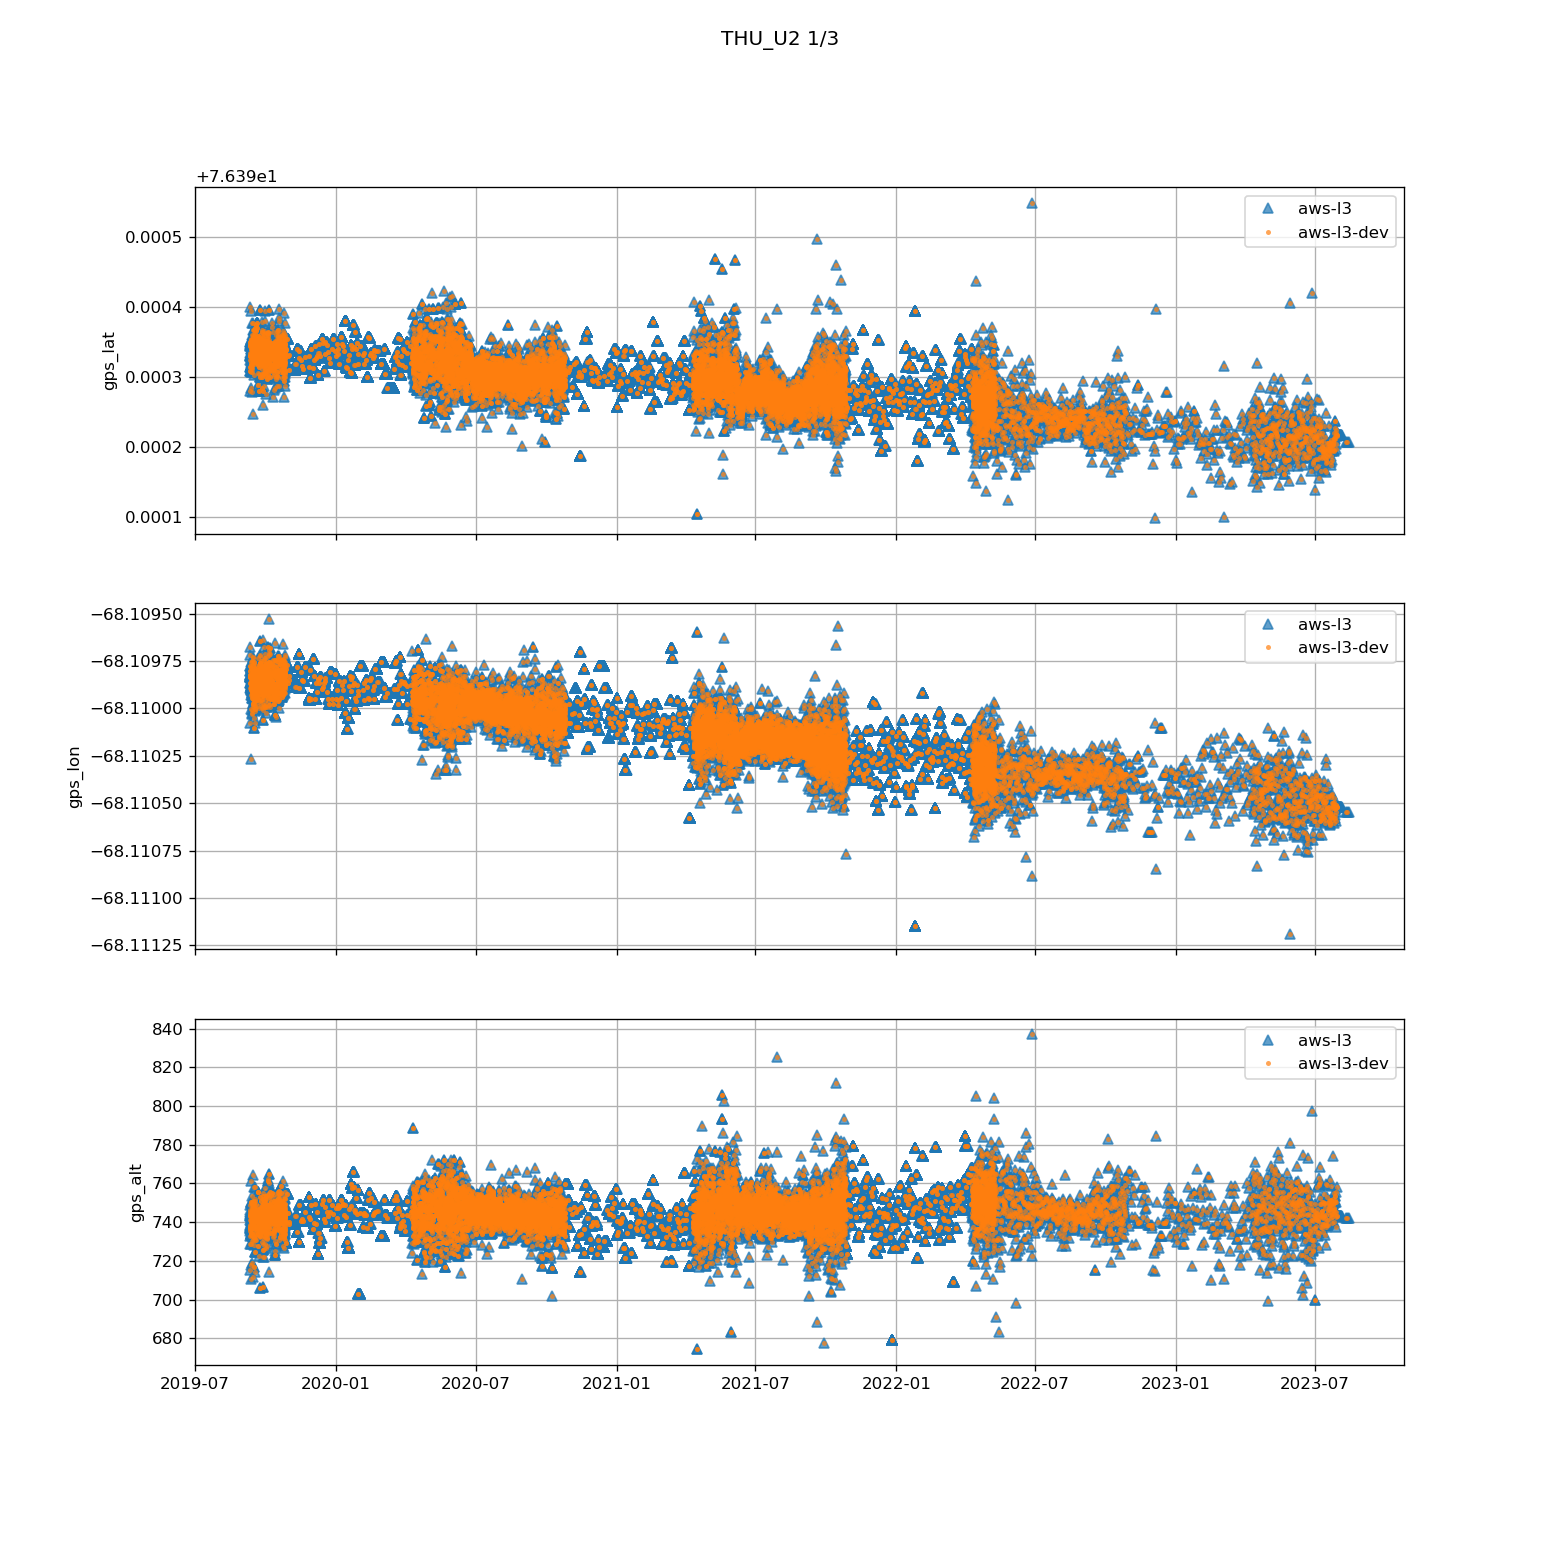 THU_U2 1/3
+7.639e1
0.0005
0.0004
0.0003
0.0002
0.0001
gps_lat
aws-l3
aws-l3-dev
−68.10950
−68.10975
−68.11000
−68.11025
−68.11050
−68.11075
−68.11100
−68.11125
gps_lon
aws-l3
aws-l3-dev
840
820
800
780
760
740
720
700
680
gps_alt
aws-l3
aws-l3-dev
2019-07 2020-01 2020-07 2021-01 2021-07 2022-01 2022-07 2023-01 2023-07